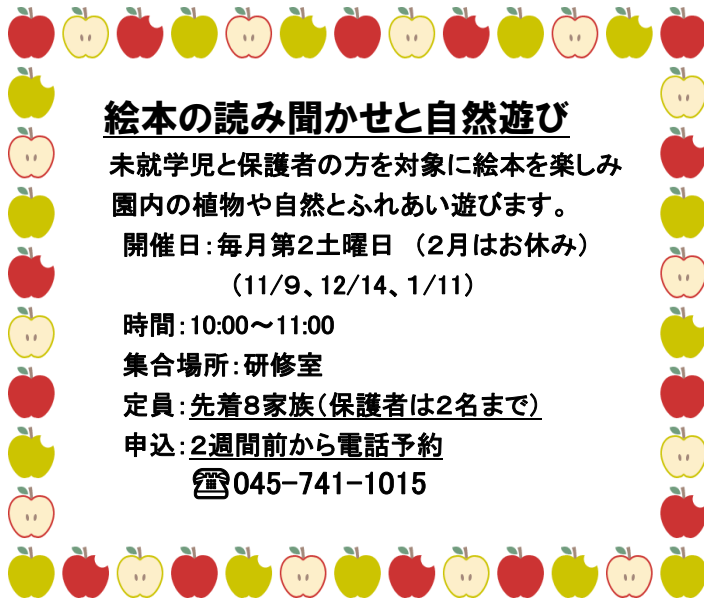 絵本の読み聞かせと自然遊び
未就学児と保護者の方を対象に絵本を楽しみ
園内の植物や自然とふれあい遊びます。
開催日：毎月第２土曜日　（２月はお休み）
（11/９、12/14、１/11）
時間：10:00～11:00
集合場所：研修室
定員：先着８家族（保護者は２名まで）
申込：２週間前から電話予約
☎045-741-1015